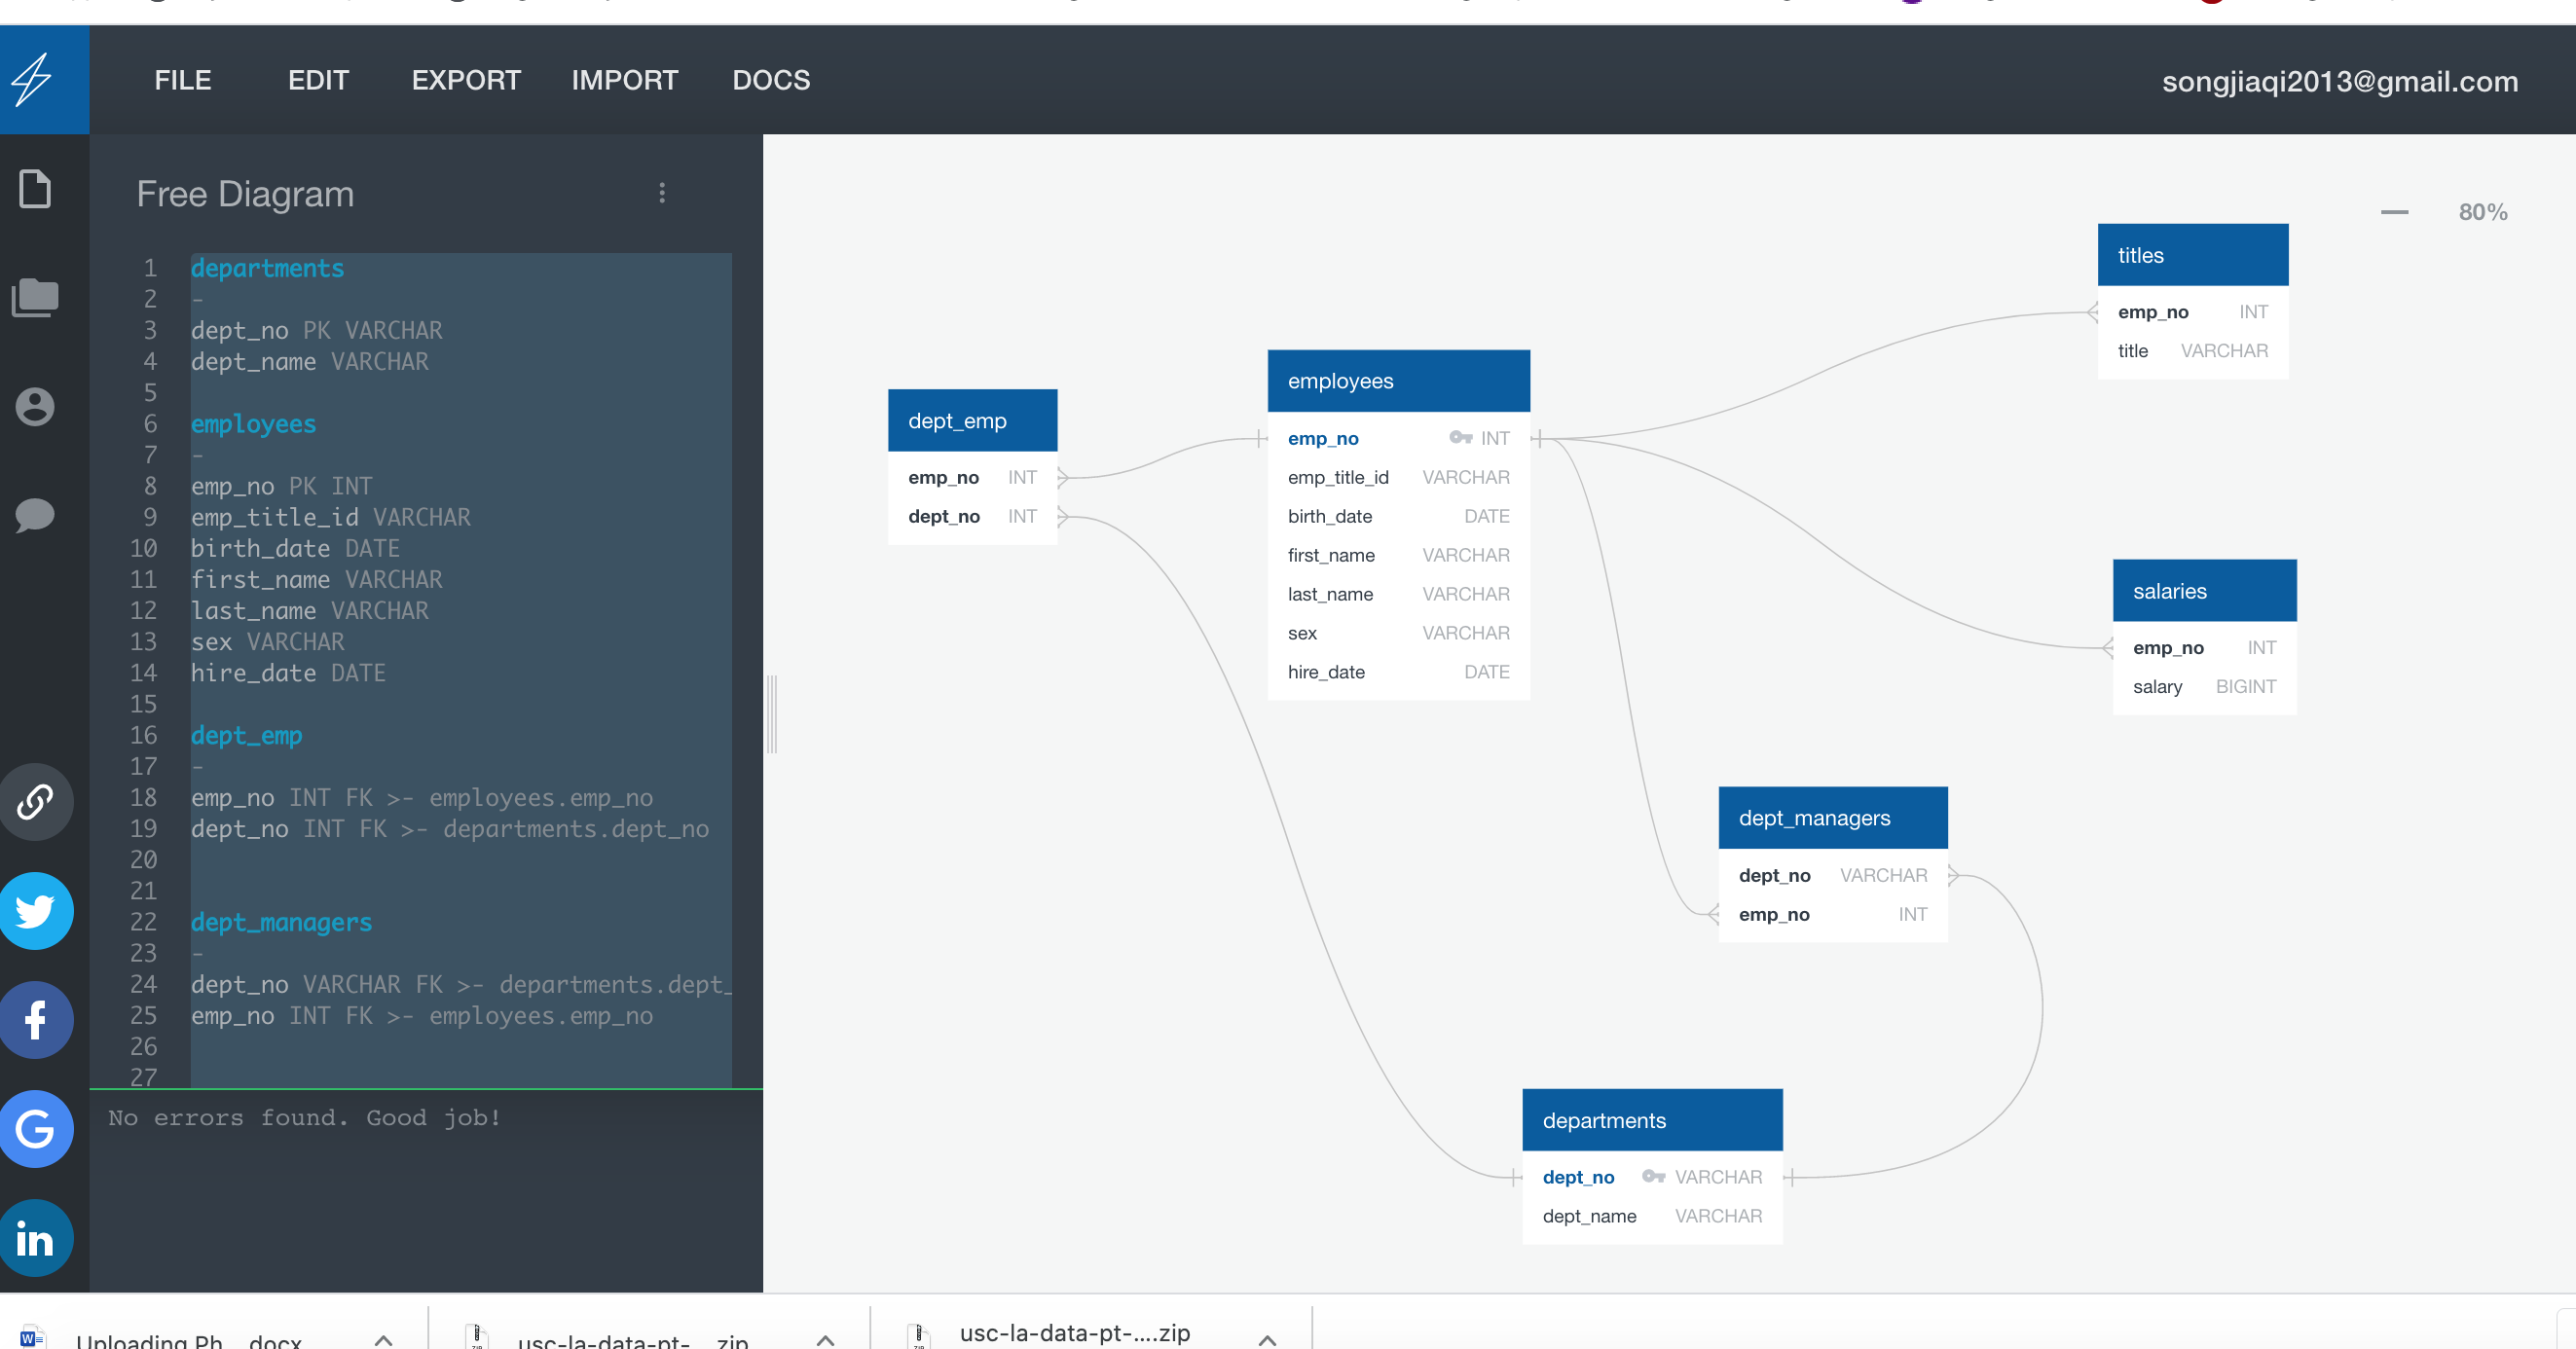 FILE EDIT EXPORT IMPORT DOCS songjiaqi2013@gmail.com
Free Diagram
80%
1 departments
2 -
3 dept_no PK VARCHAR
4 dept_name VARCHAR
5
6 employees
7 -
8 emp_no PK INT
9 emp_title_id VARCHAR
10 birth_date DATE
11 first_name VARCHAR
12 last_name VARCHAR
13 sex VARCHAR
14 hire_date DATE
15
16 dept_emp
17 -
18 emp_no INT FK >- employees.emp_no
19 dept_no INT FK >- departments.dept_no
20
21
22 dept_managers
23 -
24 dept_no VARCHAR FK >- departments.dept_
25 emp_no INT FK >- employees.emp_no
26
27
No errors found. Good job!
dept_emp
emp_no INT
dept_no INT
employees
emp_no INT
emp_title_id VARCHAR
birth_date DATE
first_name VARCHAR
last_name VARCHAR
sex VARCHAR
hire_date DATE
titles
emp_no INT
title VARCHAR
salaries
emp_no INT
salary BIGINT
dept_managers
dept_no VARCHAR
emp_no INT
departments
dept_no VARCHAR
dept_name VARCHAR
Uploading Ph....docx
usc-la-data-pt-....zip
usc-la-data-pt-....zip